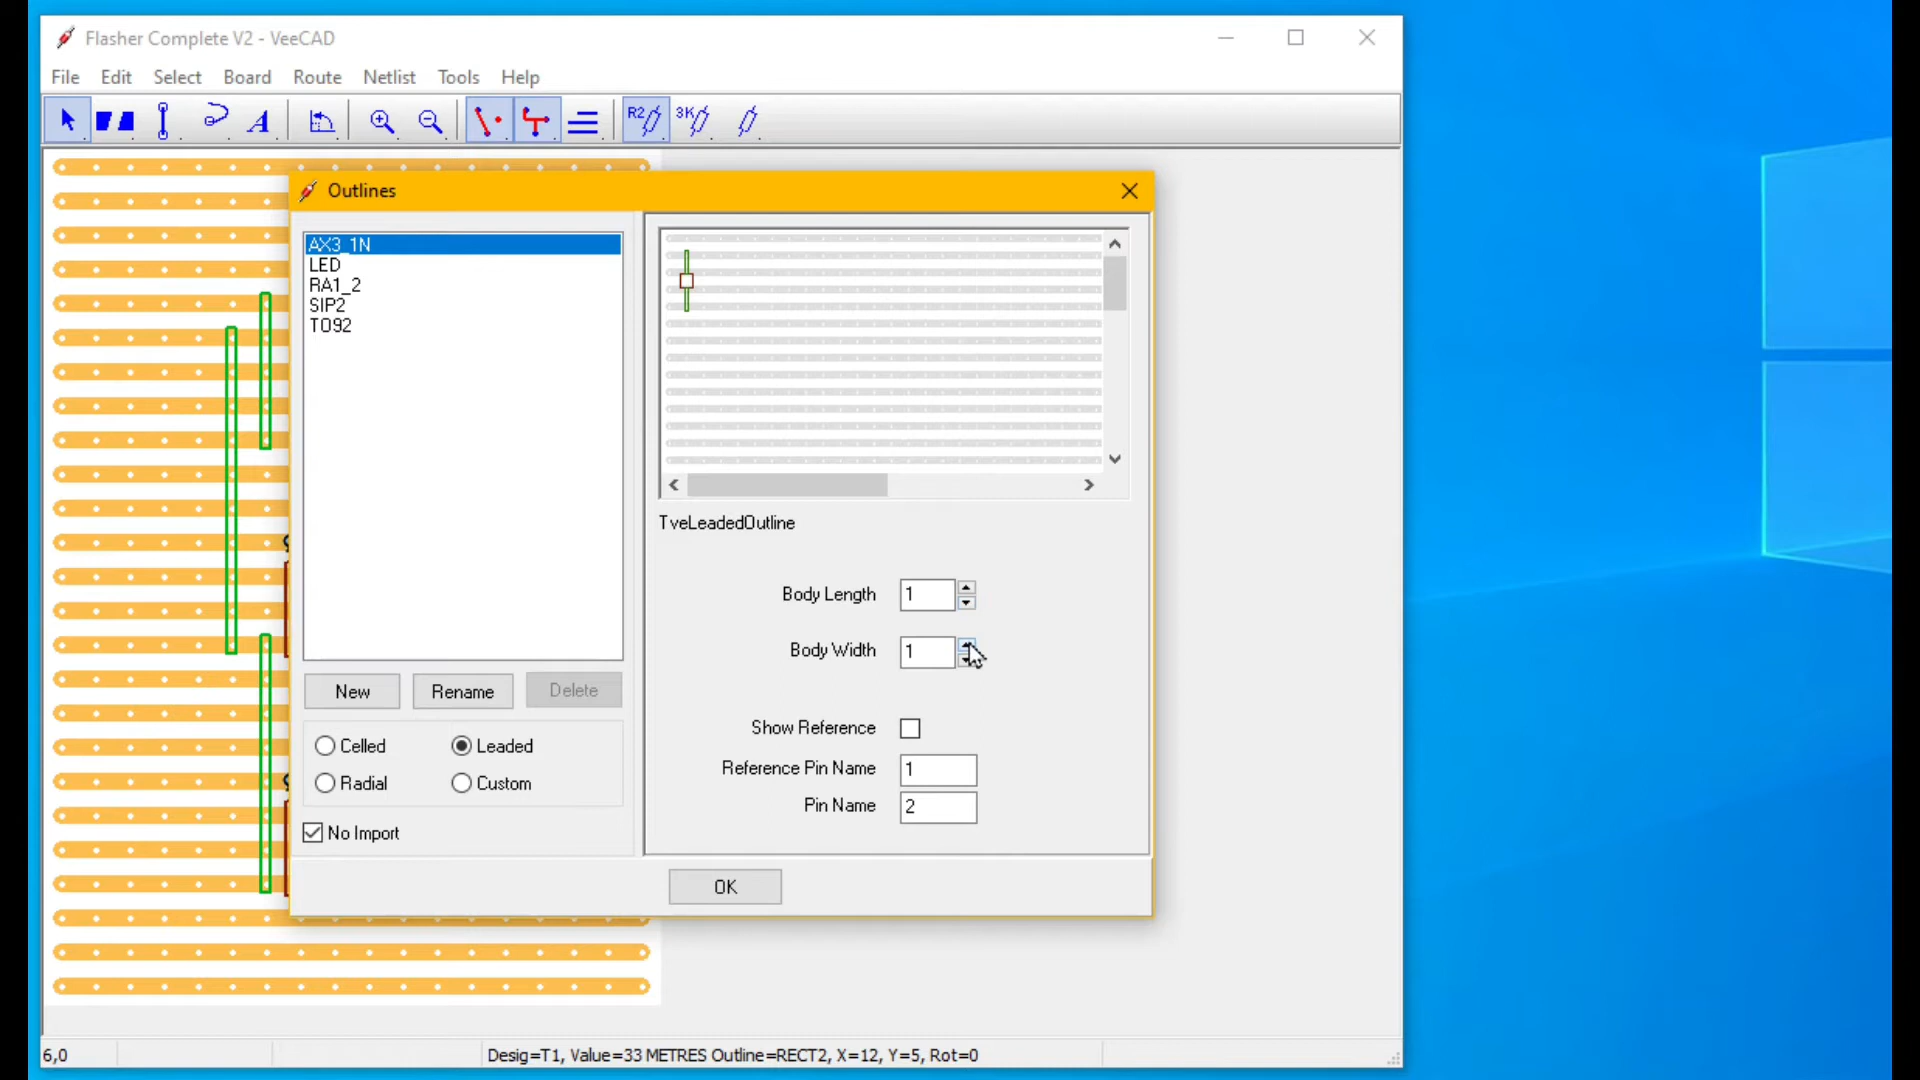 Flasher Complete V2 - VeeCAD
File Edit Select Board Route Netlist Tools Help
A R2 3K
Outlines
AX3_1N
LED
RA1_2
SIP2
TO92
TveLeadedOutline
Body Length 1
Body Width 1
New Rename Delete
Show Reference
Celled Leaded
Reference Pin Name 1
Radial Custom
Pin Name 2
No Import
OK
6,0 Desig=T1, Value=33 METRES Outline=RECT2, X=12, Y=5, Rot=0